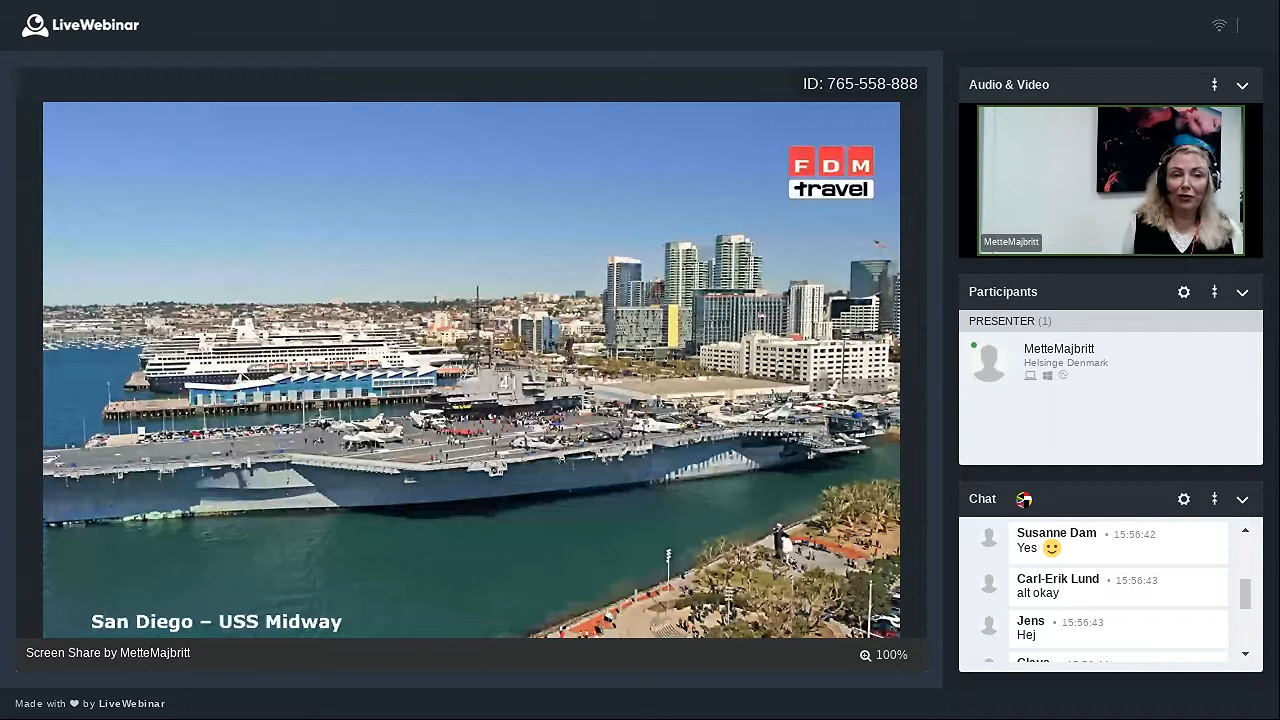 LiveWebinar
ID: 765-558-888
FDM
travel
41
San Diego – USS Midway
Screen Share by MetteMajbritt
100%
Made with ❤ by LiveWebinar
Audio & Video
MetteMajbritt
Participants
PRESENTER (1)
MetteMajbritt
Helsinge Denmark
Chat
Susanne Dam • 15:56:42
Yes 🙂
Carl-Erik Lund • 15:56:43
alt okay
Jens • 15:56:43
Hej